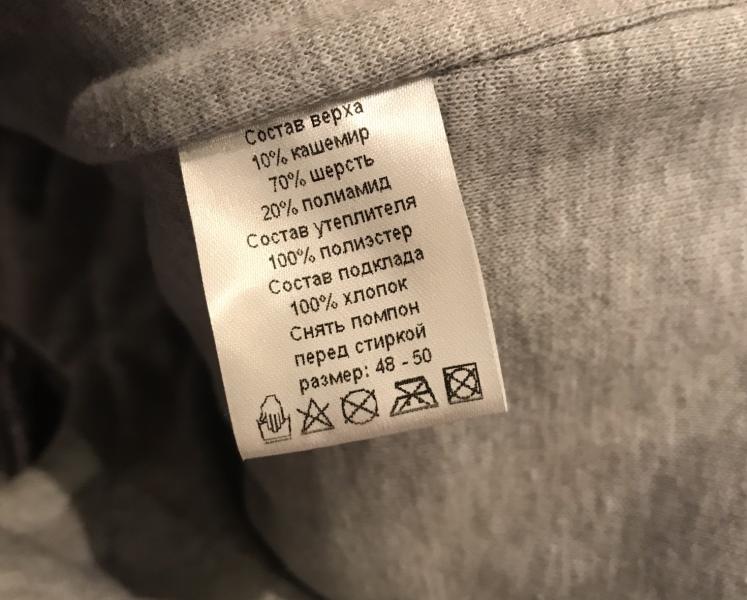 Состав верха
10% кашемир
70% шерсть
20% полиамид
Состав утеплителя
100% полиэстер
Состав подклада
100% хлопок
Снять помпон
перед стиркой
размер: 48 - 50